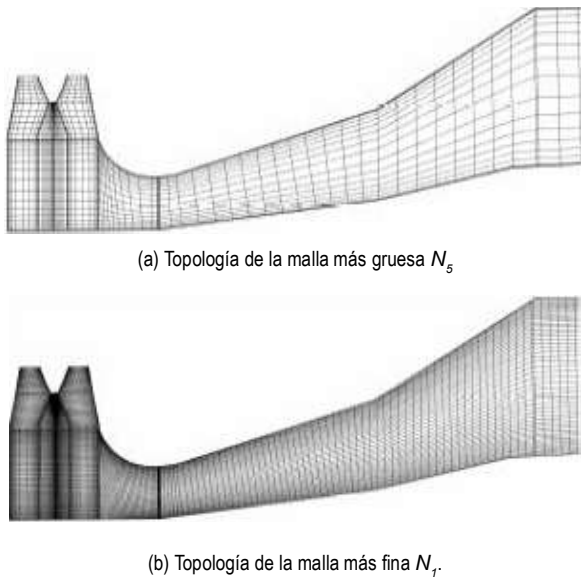 (a) Topología de la malla más gruesa N₅
(b) Topología de la malla más fina N₁.